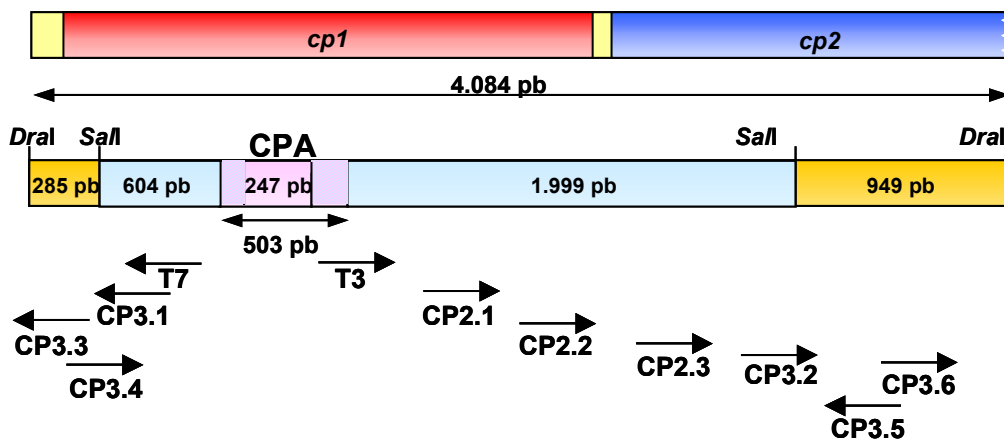 cp1 cp2
4.084 pb
DraI SalI CPA SalI DraI
285 pb 604 pb 247 pb 1.999 pb 949 pb
503 pb
T7 T3
CP3.1 CP2.1
CP3.3 CP2.2
CP3.4 CP2.3 CP3.2 CP3.6
CP3.5